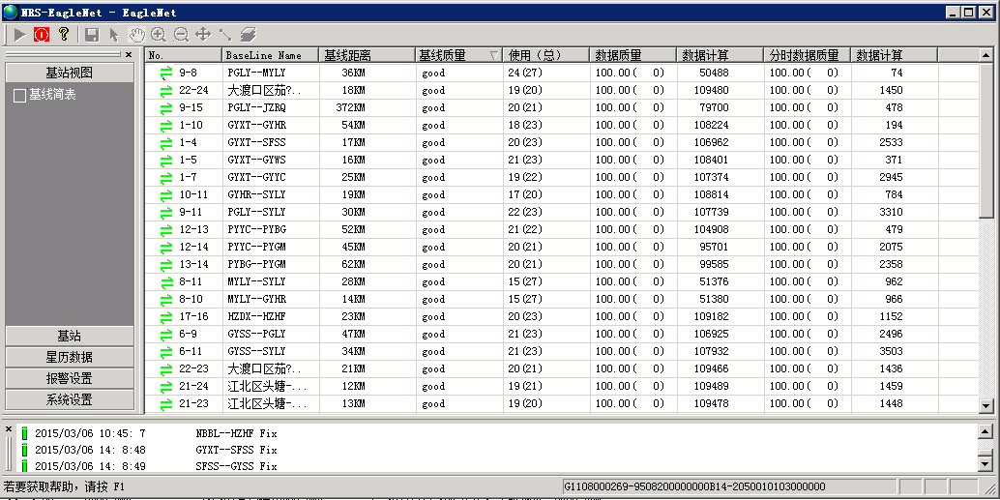 NRS-EagleNet - EagleNet
No. BaseLine Name 基线距离 基线质量 使用（总） 数据质量 数据计算 分时数据质量 数据计算
基站视图
基线简表
9-8 PGLY--MYLY 36KM good 24(27) 100.00( 0) 50488 100.00( 0) 74
22-24 大渡口区茄?.. 18KM good 19(20) 100.00( 0) 109480 100.00( 0) 1450
9-15 PGLY--JZRQ 372KM good 20(21) 100.00( 0) 79700 100.00( 0) 478
1-10 GYXT--GYHR 54KM good 18(23) 100.00( 0) 108224 100.00( 0) 194
1-4 GYXT--SFSS 17KM good 20(23) 100.00( 0) 106962 100.00( 0) 2533
1-5 GYXT--GYWS 16KM good 21(23) 100.00( 0) 108401 100.00( 0) 371
1-7 GYXT--GYYC 25KM good 19(22) 100.00( 0) 107374 100.00( 0) 2945
10-11 GYHR--SYLY 19KM good 17(20) 100.00( 0) 108814 100.00( 0) 784
9-11 PGLY--SYLY 30KM good 22(23) 100.00( 0) 107739 100.00( 0) 3310
12-13 PYYC--PYBG 52KM good 21(22) 100.00( 0) 104908 100.00( 0) 479
12-14 PYYC--PYGM 45KM good 20(21) 100.00( 0) 95701 100.00( 0) 2075
13-14 PYBG--PYGM 62KM good 20(21) 100.00( 0) 99585 100.00( 0) 2358
8-11 MYLY--SYLY 28KM good 15(27) 100.00( 0) 51376 100.00( 0) 962
8-10 MYLY--GYHR 14KM good 15(27) 100.00( 0) 51380 100.00( 0) 966
17-16 HZDX--HZHF 23KM good 20(23) 100.00( 0) 109182 100.00( 0) 1152
6-9 GYSS--PGLY 47KM good 21(23) 100.00( 0) 106925 100.00( 0) 2496
6-11 GYSS--SYLY 34KM good 21(23) 100.00( 0) 107932 100.00( 0) 3503
22-23 大渡口区茄?.. 21KM good 20(21) 100.00( 0) 109466 100.00( 0) 1436
21-24 江北区头塘-... 12KM good 19(21) 100.00( 0) 109489 100.00( 0) 1459
21-23 江北区头塘-... 13KM good 19(20) 100.00( 0) 109478 100.00( 0) 1448
基站
星历数据
报警设置
系统设置
2015/03/06 10:45: 7 NBBL--HZHF Fix
2015/03/06 14: 8:48 GYXT--SFSS Fix
2015/03/06 14: 8:49 SFSS--GYSS Fix
若要获取帮助，请按 F1
G1108000269-9508200000000B14-2050010103000000